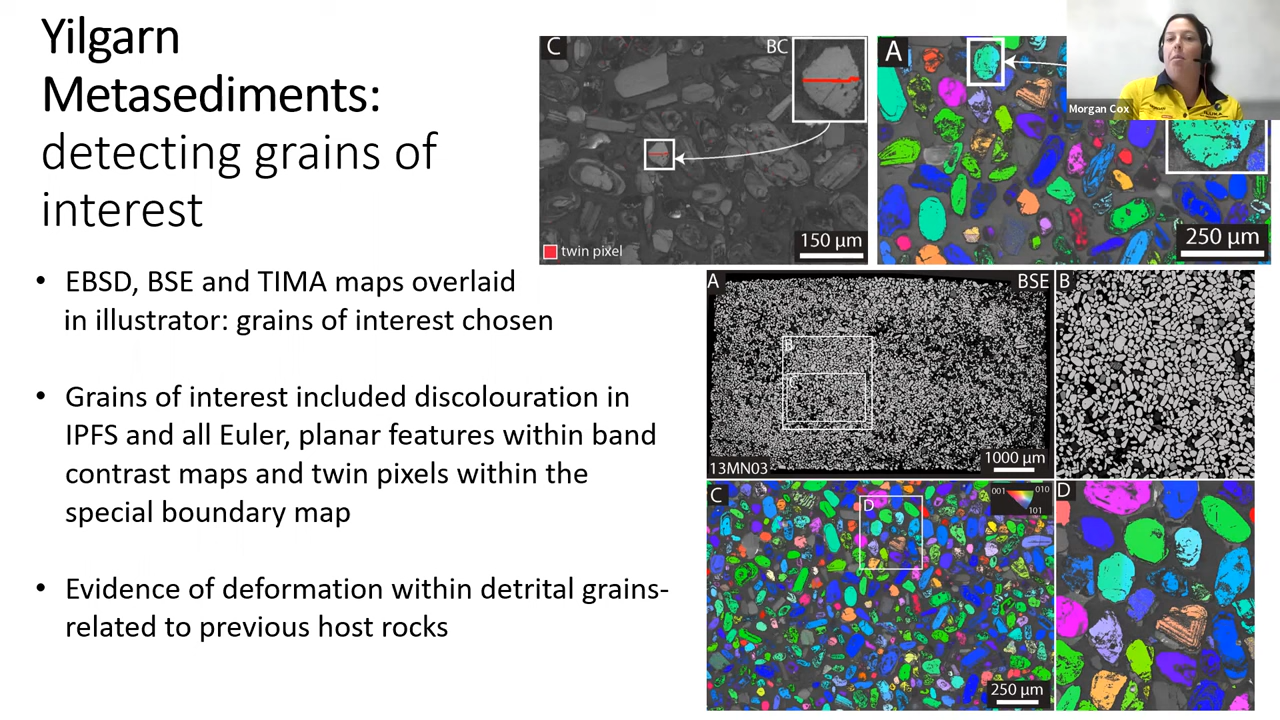 Yilgarn
Metasediments:
detecting grains of
interest
• EBSD, BSE and TIMA maps overlaid
in illustrator: grains of interest chosen
• Grains of interest included discolouration in
IPFS and all Euler, planar features within band
contrast maps and twin pixels within the
special boundary map
• Evidence of deformation within detrital grains-
related to previous host rocks
C
BC
twin pixel
150 µm
A
250 µm
Morgan Cox
A
BSE
B
13MN03
1000 µm
B
C
D
001
010
101
250 µm
D